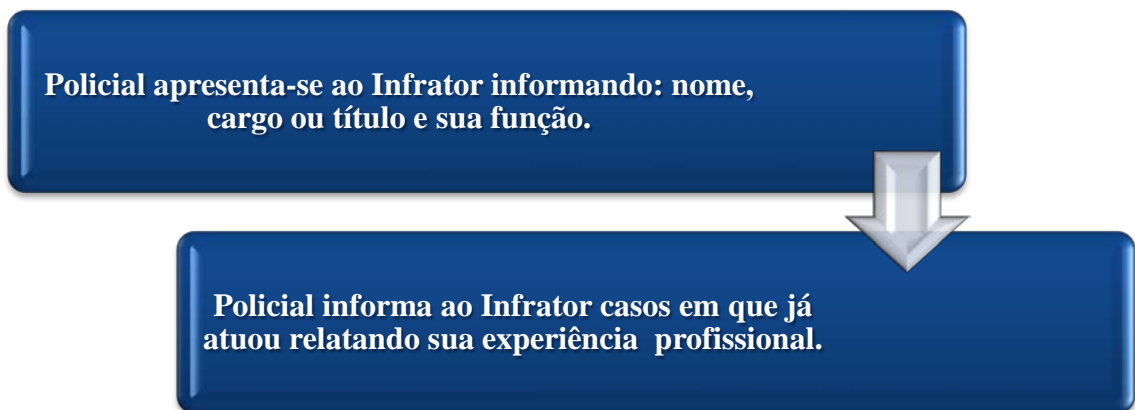 Policial apresenta-se ao Infrator informando: nome,
cargo ou título e sua função.
Policial informa ao Infrator casos em que já
atuou relatando sua experiência profissional.